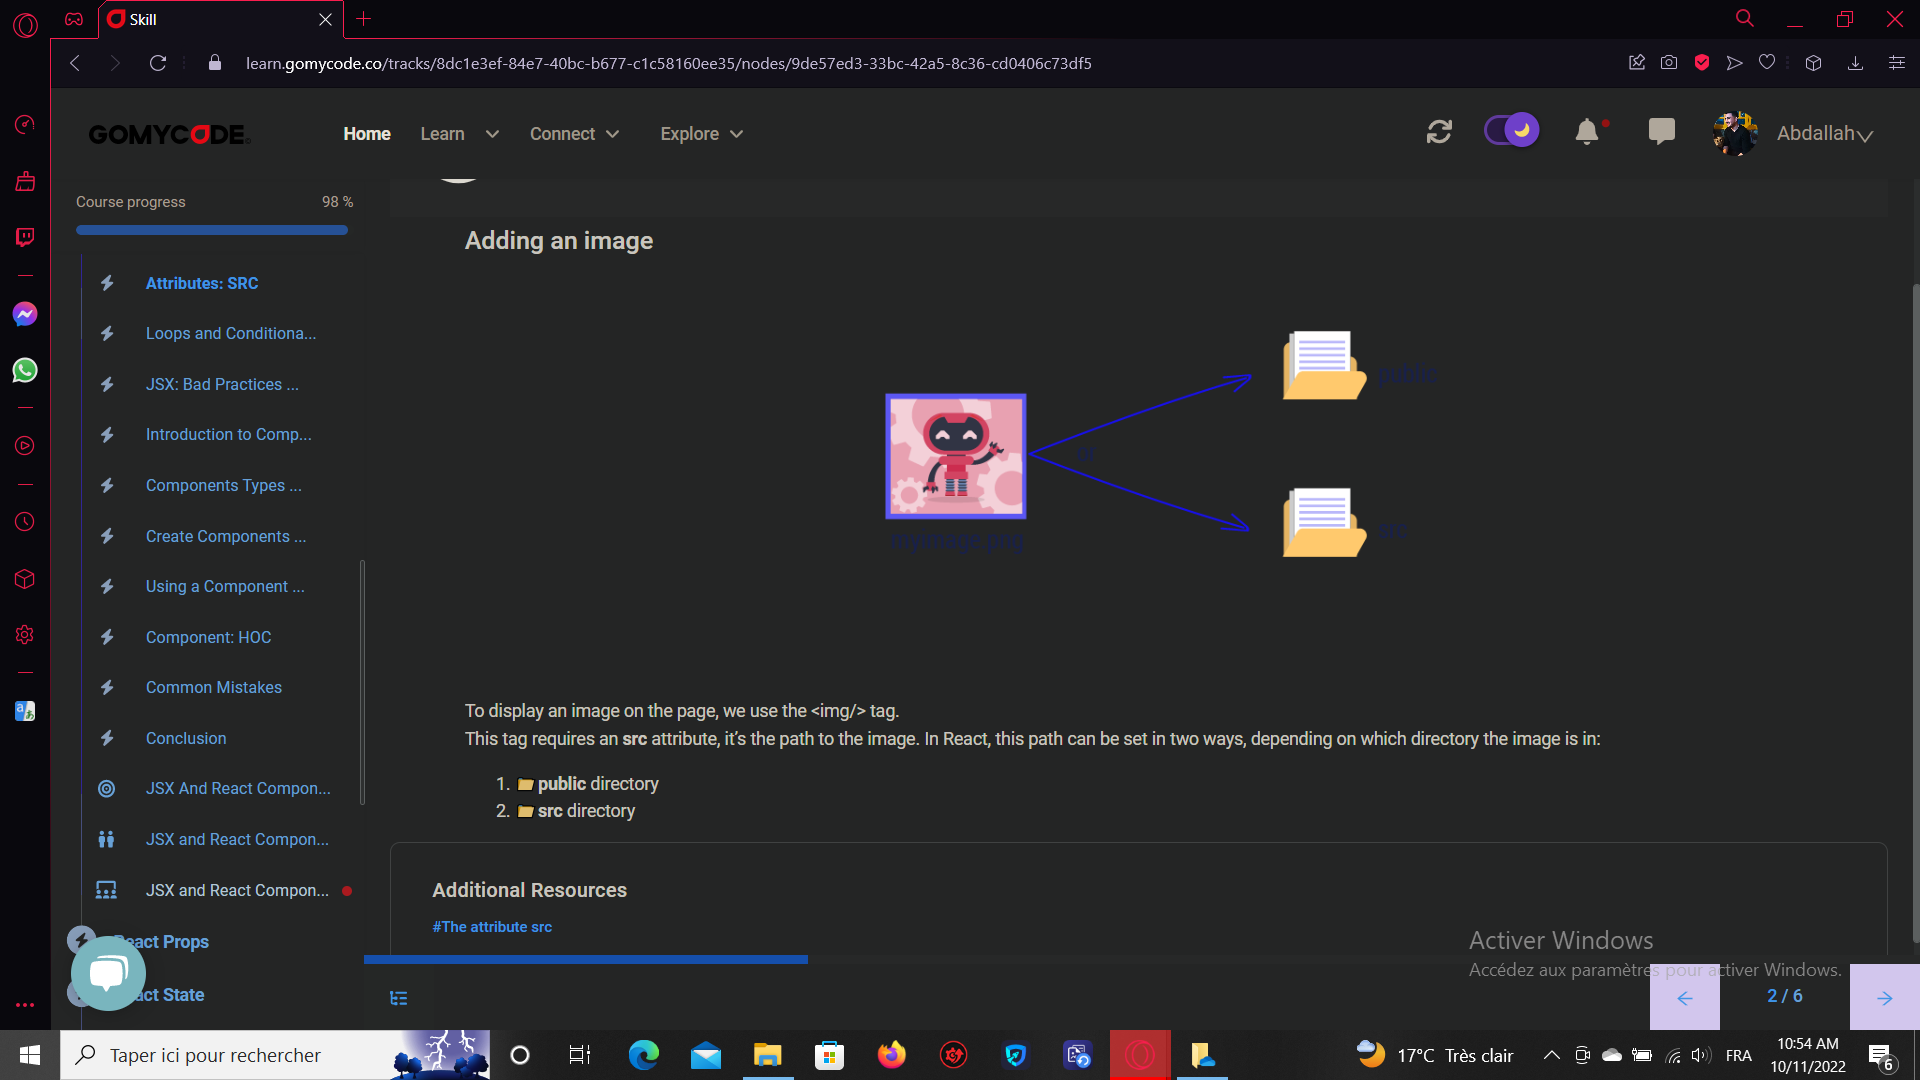 Skill
learn.gomycode.co/tracks/8dc1e3ef-84e7-40bc-b677-c1c58160ee35/nodes/9de57ed3-33bc-42a5-8c36-cd0406c73df5
GOMYCODE
Home
Learn
Connect
Explore
Abdallah
Course progress
98 %
Attributes: SRC
Loops and Conditiona...
JSX: Bad Practices ...
Introduction to Comp...
Components Types ...
Create Components ...
Using a Component ...
Component: HOC
Common Mistakes
Conclusion
JSX And React Compon...
JSX and React Compon...
JSX and React Compon...
React Props
act State
Adding an image
public
or
src
myimage.png
To display an image on the page, we use the <img/> tag.
This tag requires an src attribute, it’s the path to the image. In React, this path can be set in two ways, depending on which directory the image is in:
1. public directory
2. src directory
Additional Resources
#The attribute src
Activer Windows
Accédez aux paramètres pour activer Windows.
2 / 6
Taper ici pour rechercher
17°C Très clair
FRA
10:54 AM
10/11/2022
6